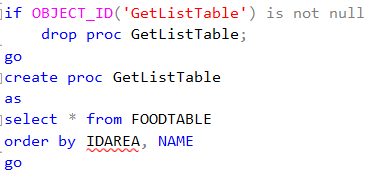 if OBJECT_ID('GetListTable') is not null
drop proc GetListTable;
go
create proc GetListTable
as
select * from FOODTABLE
order by IDAREA, NAME
go